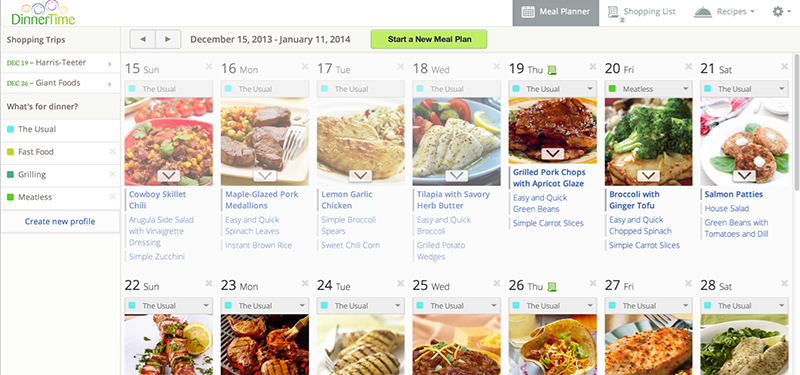 DinnerTime
Meal Planner
Shopping List
2
Recipes
Shopping Trips
DEC 19 – Harris-Teeter
DEC 26 – Giant Foods
What's for dinner?
The Usual
Fast Food
Grilling
Meatless
Create new profile
December 15, 2013 - January 11, 2014
Start a New Meal Plan
15 Sun
The Usual
Cowboy Skillet
Chili
Arugula Side Salad
with Vinaigrette
Dressing
Simple Zucchini
16 Mon
The Usual
Maple-Glazed Pork
Medallions
Easy and Quick
Spinach Leaves
Instant Brown Rice
17 Tue
The Usual
Lemon Garlic
Chicken
Simple Broccoli
Spears
Sweet Chili Corn
18 Wed
The Usual
Tilapia with Savory
Herb Butter
Easy and Quick
Broccoli
Grilled Potato
Wedges
19 Thu
The Usual
Grilled Pork Chops
with Apricot Glaze
Easy and Quick
Green Beans
Simple Carrot Slices
20 Fri
Meatless
Broccoli with
Ginger Tofu
Easy and Quick
Chopped Spinach
Simple Carrot Slices
21 Sat
The Usual
Salmon Patties
House Salad
Green Beans with
Tomatoes and Dill
22 Sun
The Usual
23 Mon
The Usual
24 Tue
The Usual
25 Wed
The Usual
26 Thu
The Usual
27 Fri
The Usual
28 Sat
The Usual